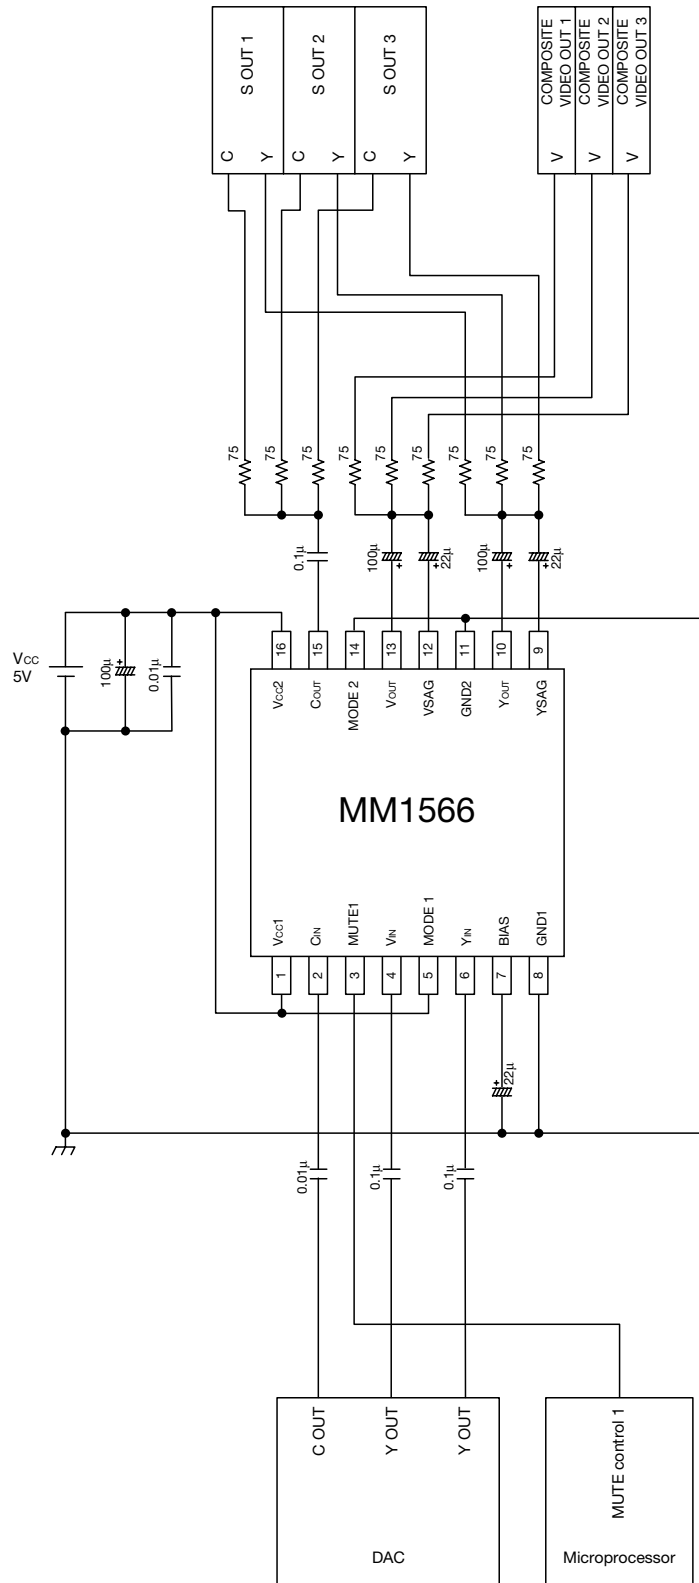 S OUT 1
S OUT 2
S OUT 3
C
Y
C
Y
C
Y
COMPOSITE
VIDEO OUT 1
COMPOSITE
VIDEO OUT 2
COMPOSITE
VIDEO OUT 3
V
V
V
75
75
75
75
75
75
75
75
75
0.1μ
100μ
+
22μ
+
100μ
+
22μ
+
VCC
5V
100μ
+
0.01μ
16
15
14
13
12
11
10
9
VCC2
COUT
MODE 2
VOUT
VSAG
GND2
YOUT
YSAG
MM1566
VCC1
CIN
MUTE1
VIN
MODE 1
YIN
BIAS
GND1
1
2
3
4
5
6
7
8
+
22μ
0.01μ
0.1μ
0.1μ
C OUT
Y OUT
Y OUT
DAC
MUTE control 1
Microprocessor